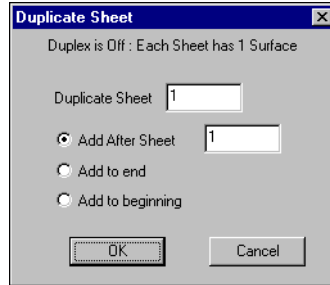 Duplicate Sheet
Duplex is Off : Each Sheet has 1 Surface
Duplicate Sheet 1
Add After Sheet 1
Add to end
Add to beginning
OK Cancel